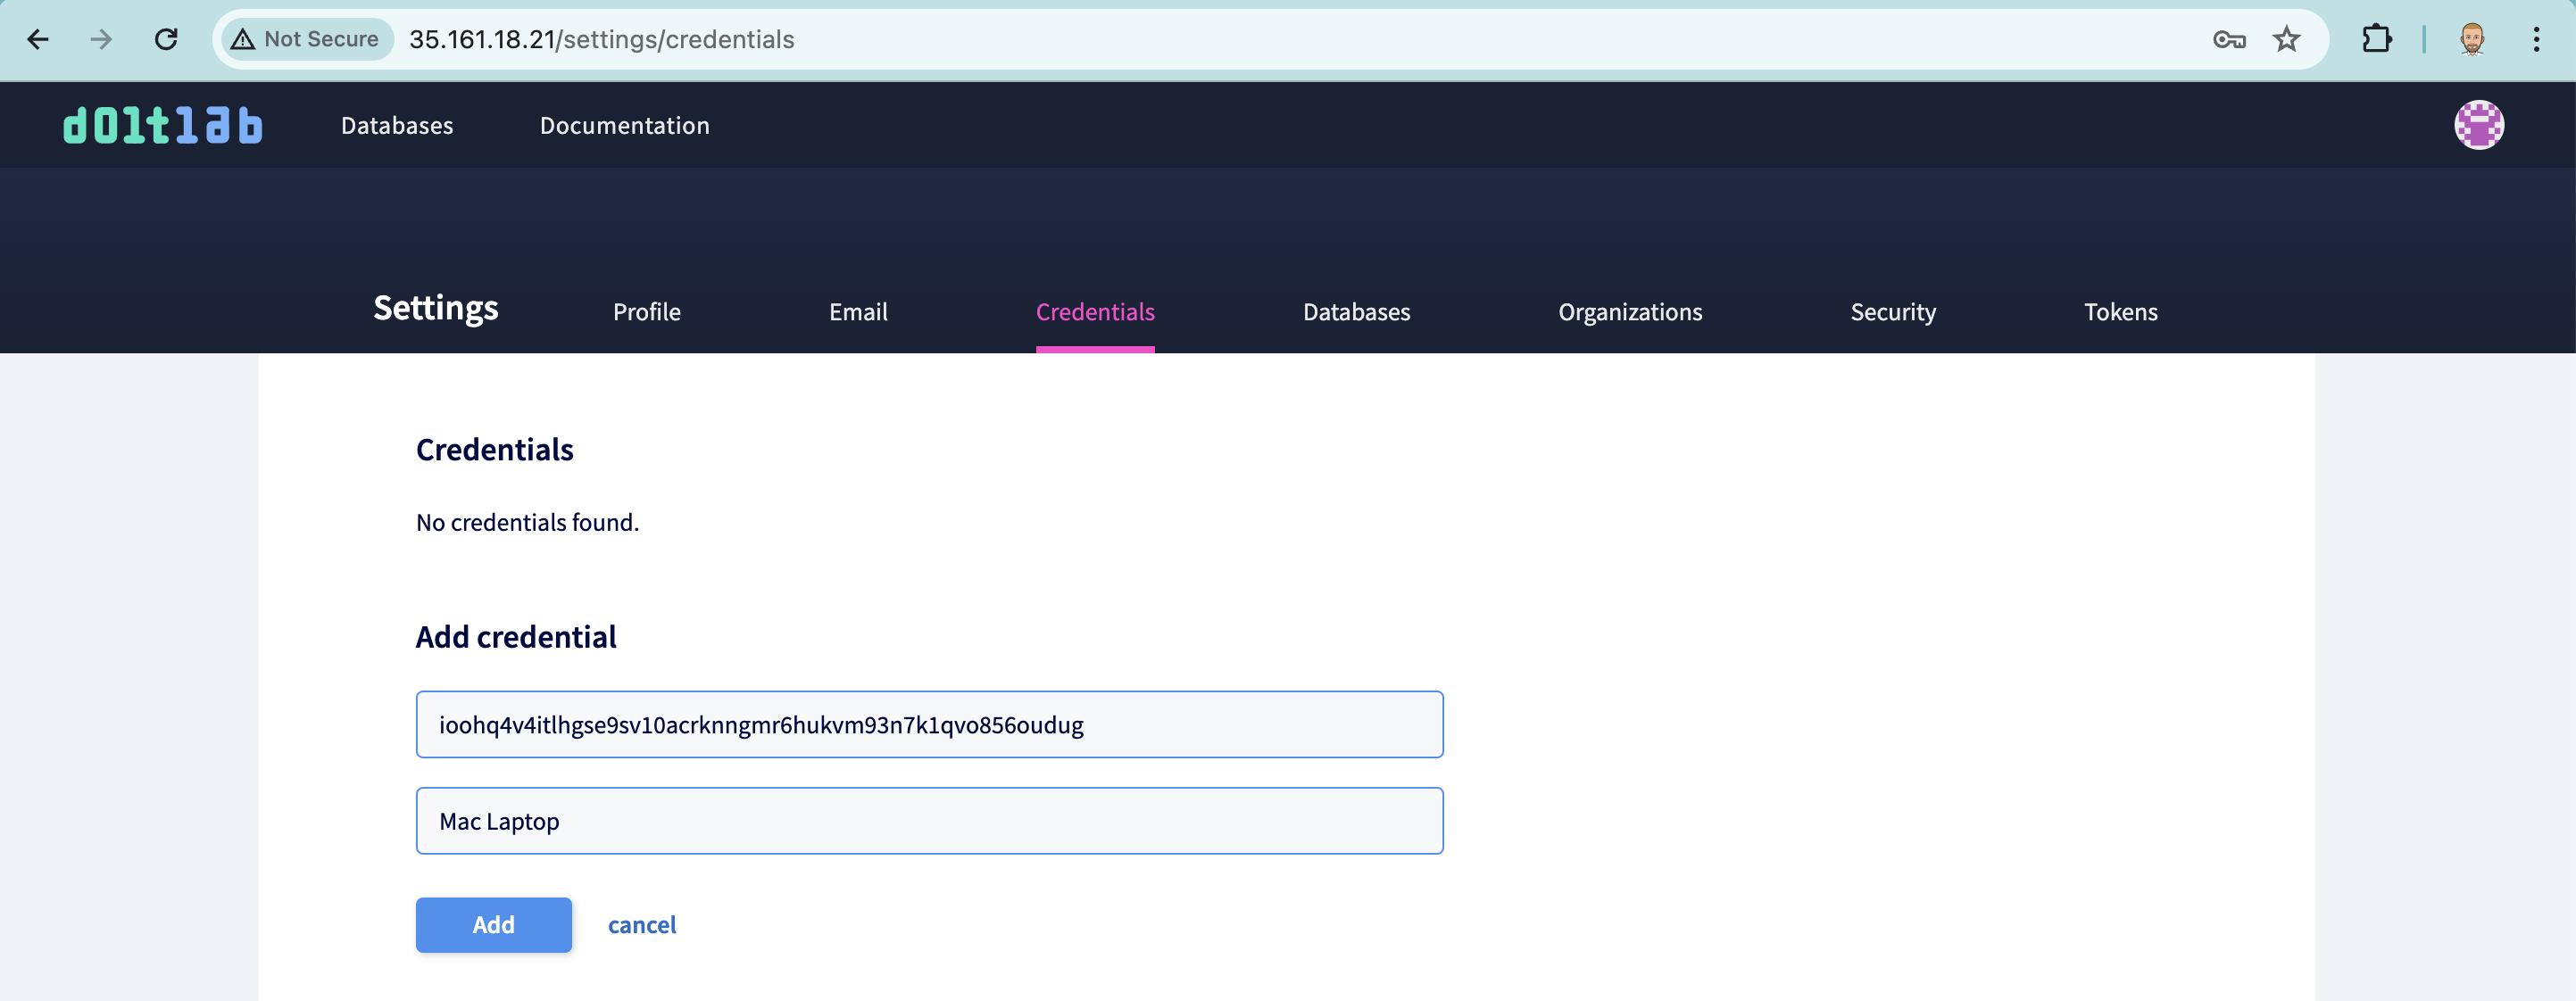 Not Secure 35.161.18.21/settings/credentials
doltlab Databases Documentation
Settings Profile Email Credentials Databases Organizations Security Tokens
Credentials
No credentials found.
Add credential
ioohq4v4itlhgse9sv10acrknngmr6hukvm93n7k1qvo856oudug
Mac Laptop
Add cancel